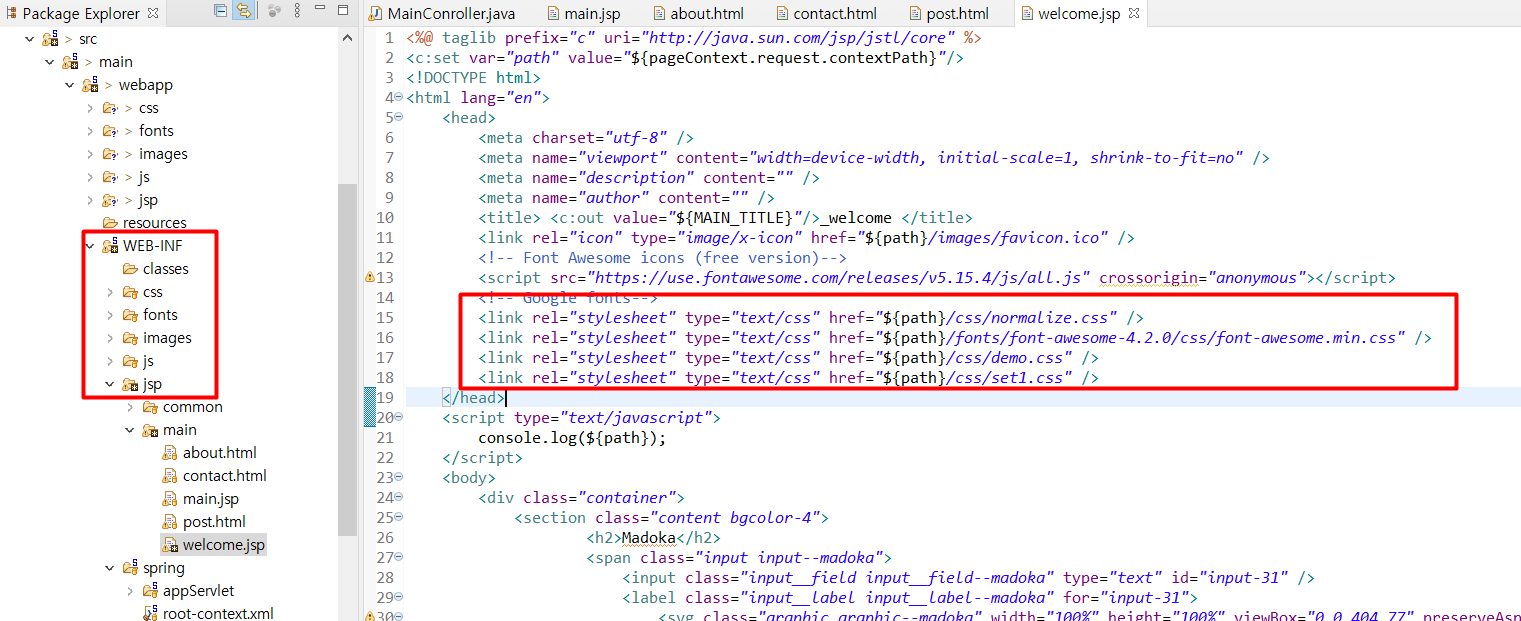 Package Explorer
MainConroller.java
main.jsp
about.html
contact.html
post.html
welcome.jsp
> src
> main
> webapp
> css
> fonts
> images
> js
> jsp
resources
WEB-INF
classes
css
fonts
images
js
jsp
common
main
about.html
contact.html
main.jsp
post.html
welcome.jsp
spring
appServlet
root-context.xml
1 <%@ taglib prefix="c" uri="http://java.sun.com/jsp/jstl/core" %>
2 <c:set var="path" value="${pageContext.request.contextPath}"/>
3 <!DOCTYPE html>
4 <html lang="en">
5 <head>
6 <meta charset="utf-8" />
7 <meta name="viewport" content="width=device-width, initial-scale=1, shrink-to-fit=no" />
8 <meta name="description" content="" />
9 <meta name="author" content="" />
10 <title> <c:out value="${MAIN_TITLE}"/>_welcome </title>
11 <link rel="icon" type="image/x-icon" href="${path}/images/favicon.ico" />
12 <!-- Font Awesome icons (free version)-->
13 <script src="https://use.fontawesome.com/releases/v5.15.4/js/all.js" crossorigin="anonymous"></script>
14 <!-- Google fonts-->
15 <link rel="stylesheet" type="text/css" href="${path}/css/normalize.css" />
16 <link rel="stylesheet" type="text/css" href="${path}/fonts/font-awesome-4.2.0/css/font-awesome.min.css" />
17 <link rel="stylesheet" type="text/css" href="${path}/css/demo.css" />
18 <link rel="stylesheet" type="text/css" href="${path}/css/set1.css" />
19 </head>
20 <script type="text/javascript">
21 console.log(${path});
22 </script>
23 <body>
24 <div class="container">
25 <section class="content bgcolor-4">
26 <h2>Madoka</h2>
27 <span class="input input--madoka">
28 <input class="input__field input__field--madoka" type="text" id="input-31" />
29 <label class="input__label input__label--madoka" for="input-31">
30 <svg class="graphic graphic--madoka" width="100%" height="100%" viewBox="0 0 404 77" preserveAsp